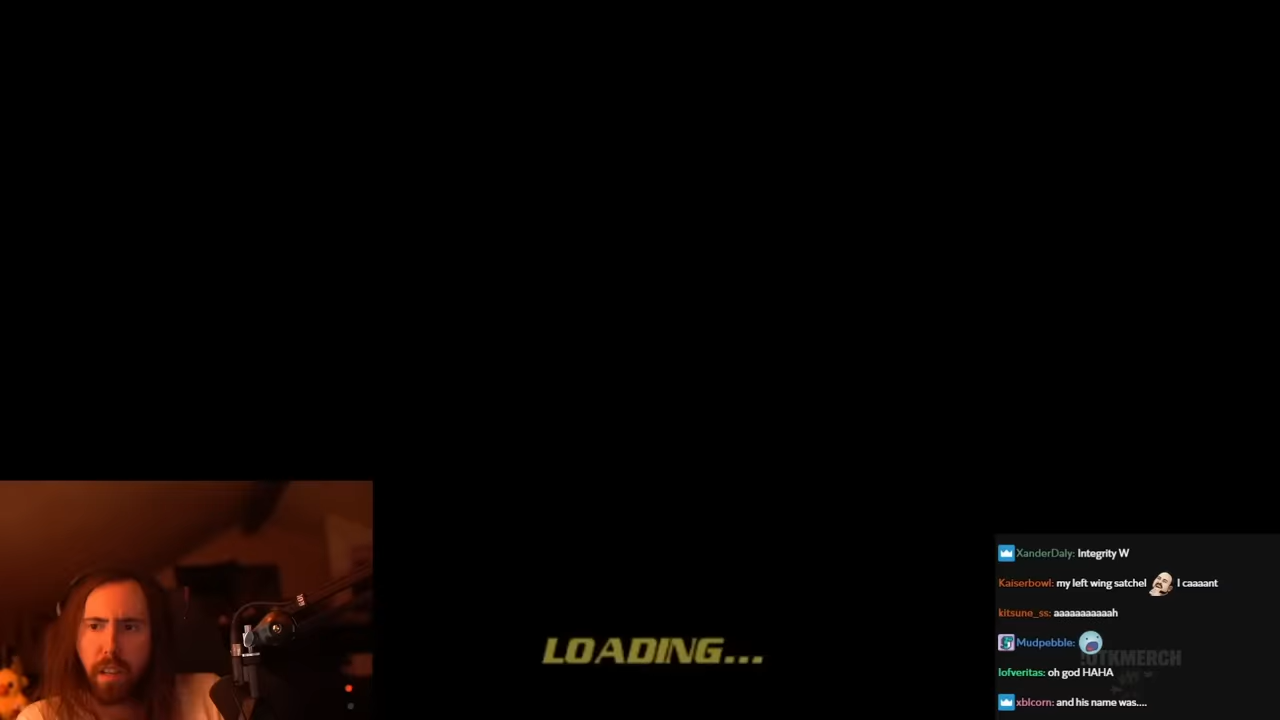 LOADING...
XanderDaly: Integrity W
Kaiserbowl: my left wing satchel I caaaant
kitsune_ss: aaaaaaaaaaah
Mudpebble:
!OTKMERCH
lofveritas: oh god HAHA
xblcorn: and his name was....